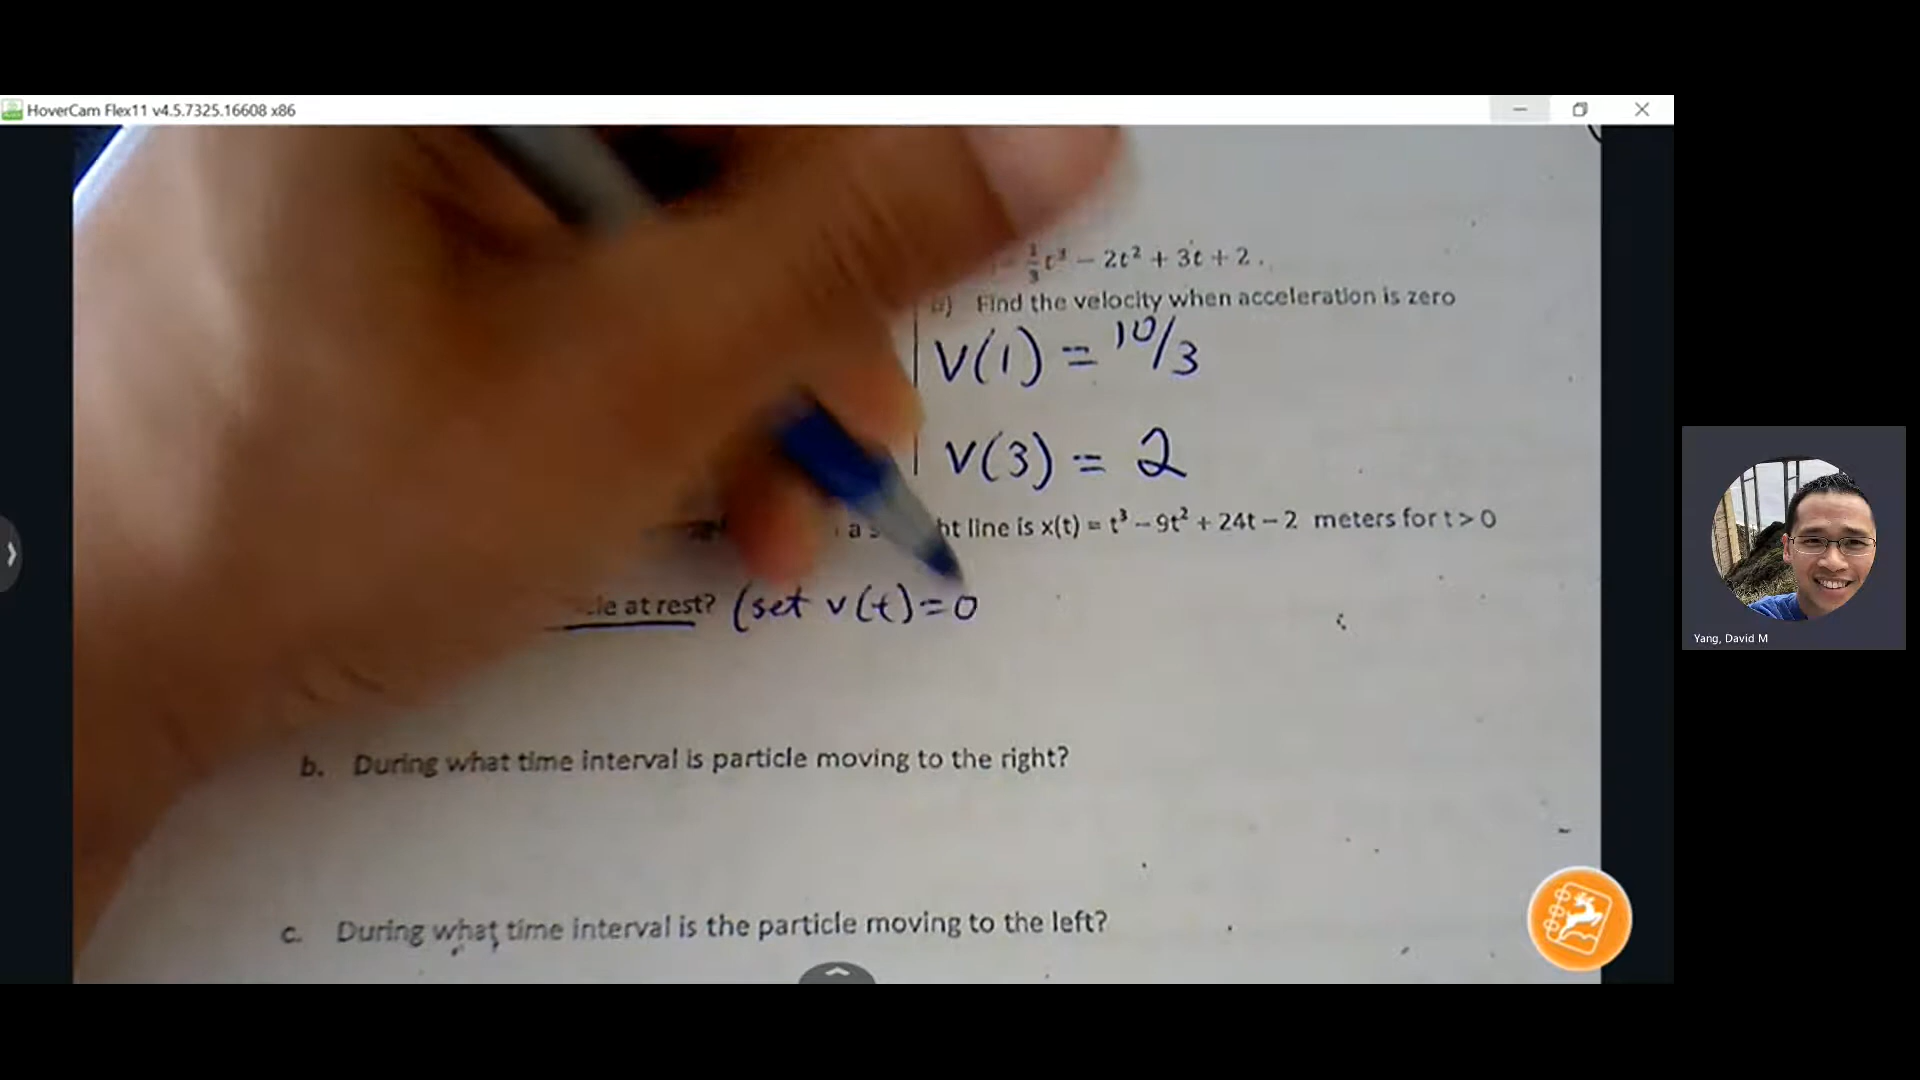 HoverCam Flex11 v4.5.7325.16608 x86
1/3 t³ − 2t² + 3t + 2 .
Find the velocity when acceleration is zero
V(1) = 10/3
V(3) = 2
line is x(t) = t³ − 9t² + 24t − 2 meters for t > 0
at rest? (set v(t)=0
Yang, David M
b. During what time interval is particle moving to the right?
c. During what time interval is the particle moving to the left?